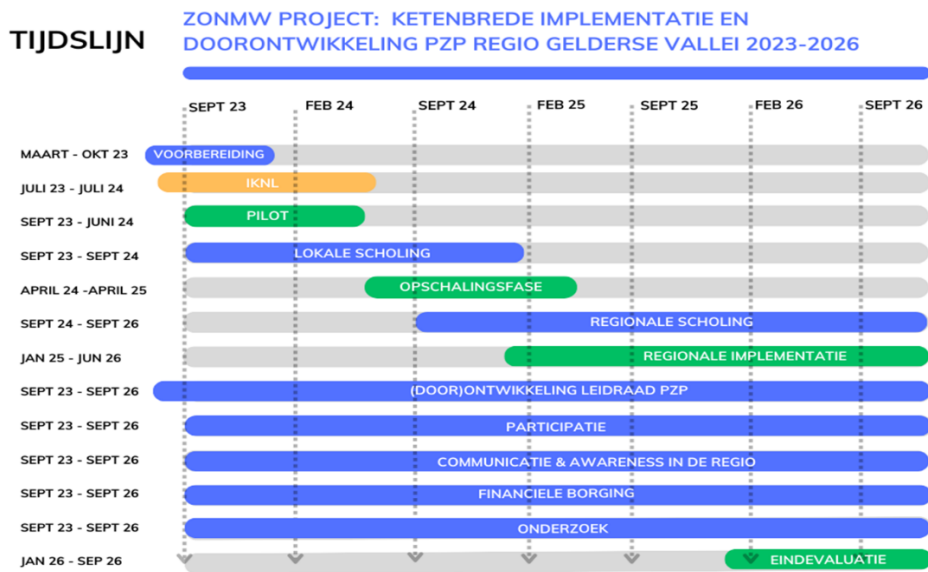 TIJDSLIJN
ZONMW PROJECT: KETENBREDE IMPLEMENTATIE EN
DOORONTWIKKELING PZP REGIO GELDERSE VALLEI 2023-2026
SEPT 23 FEB 24 SEPT 24 FEB 25 SEPT 25 FEB 26 SEPT 26
MAART - OKT 23 VOORBEREIDING
JULI 23 - JULI 24 IKNL
SEPT 23 - JUNI 24 PILOT
SEPT 23 - SEPT 24 LOKALE SCHOLING
APRIL 24 -APRIL 25 OPSCHALINGSFASE
SEPT 24 - SEPT 26 REGIONALE SCHOLING
JAN 25 - JUN 26 REGIONALE IMPLEMENTATIE
SEPT 23 - SEPT 26 (DOOR)ONTWIKKELING LEIDRAAD PZP
SEPT 23 - SEPT 26 PARTICIPATIE
SEPT 23 - SEPT 26 COMMUNICATIE & AWARENESS IN DE REGIO
SEPT 23 - SEPT 26 FINANCIELE BORGING
SEPT 23 - SEPT 26 ONDERZOEK
JAN 26 - SEP 26 EINDEVALUATIE